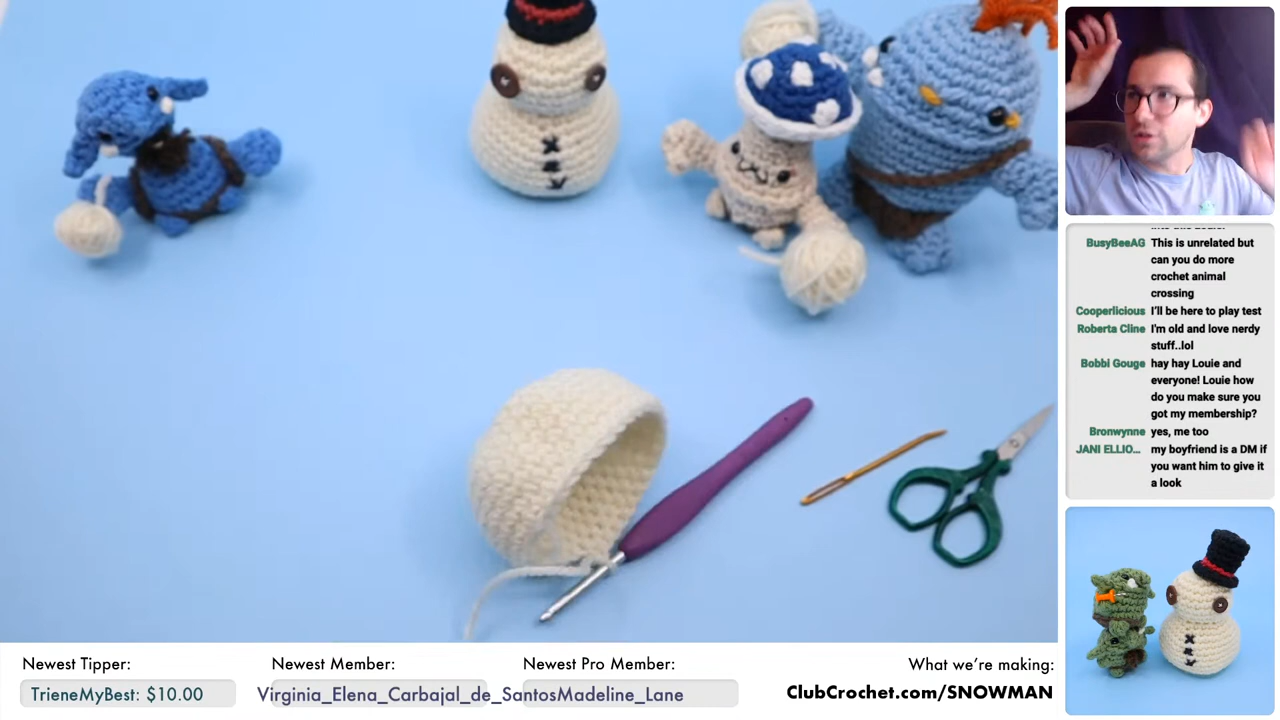 BusyBeeAG This is unrelated but
can you do more
crochet animal
crossing
Cooperlicious I'll be here to play test
Roberta Cline I'm old and love nerdy
stuff..lol
Bobbi Gouge hay hay Louie and
everyone! Louie how
do you make sure you
got my membership?
Bronwynne yes, me too
JANI ELLIO... my boyfriend is a DM if
you want him to give it
a look
Newest Tipper:
TrieneMyBest: $10.00
Newest Member:
Virginia_Elena_Carbajal_de_Santos
Newest Pro Member:
Madeline_Lane
What we're making:
ClubCrochet.com/SNOWMAN